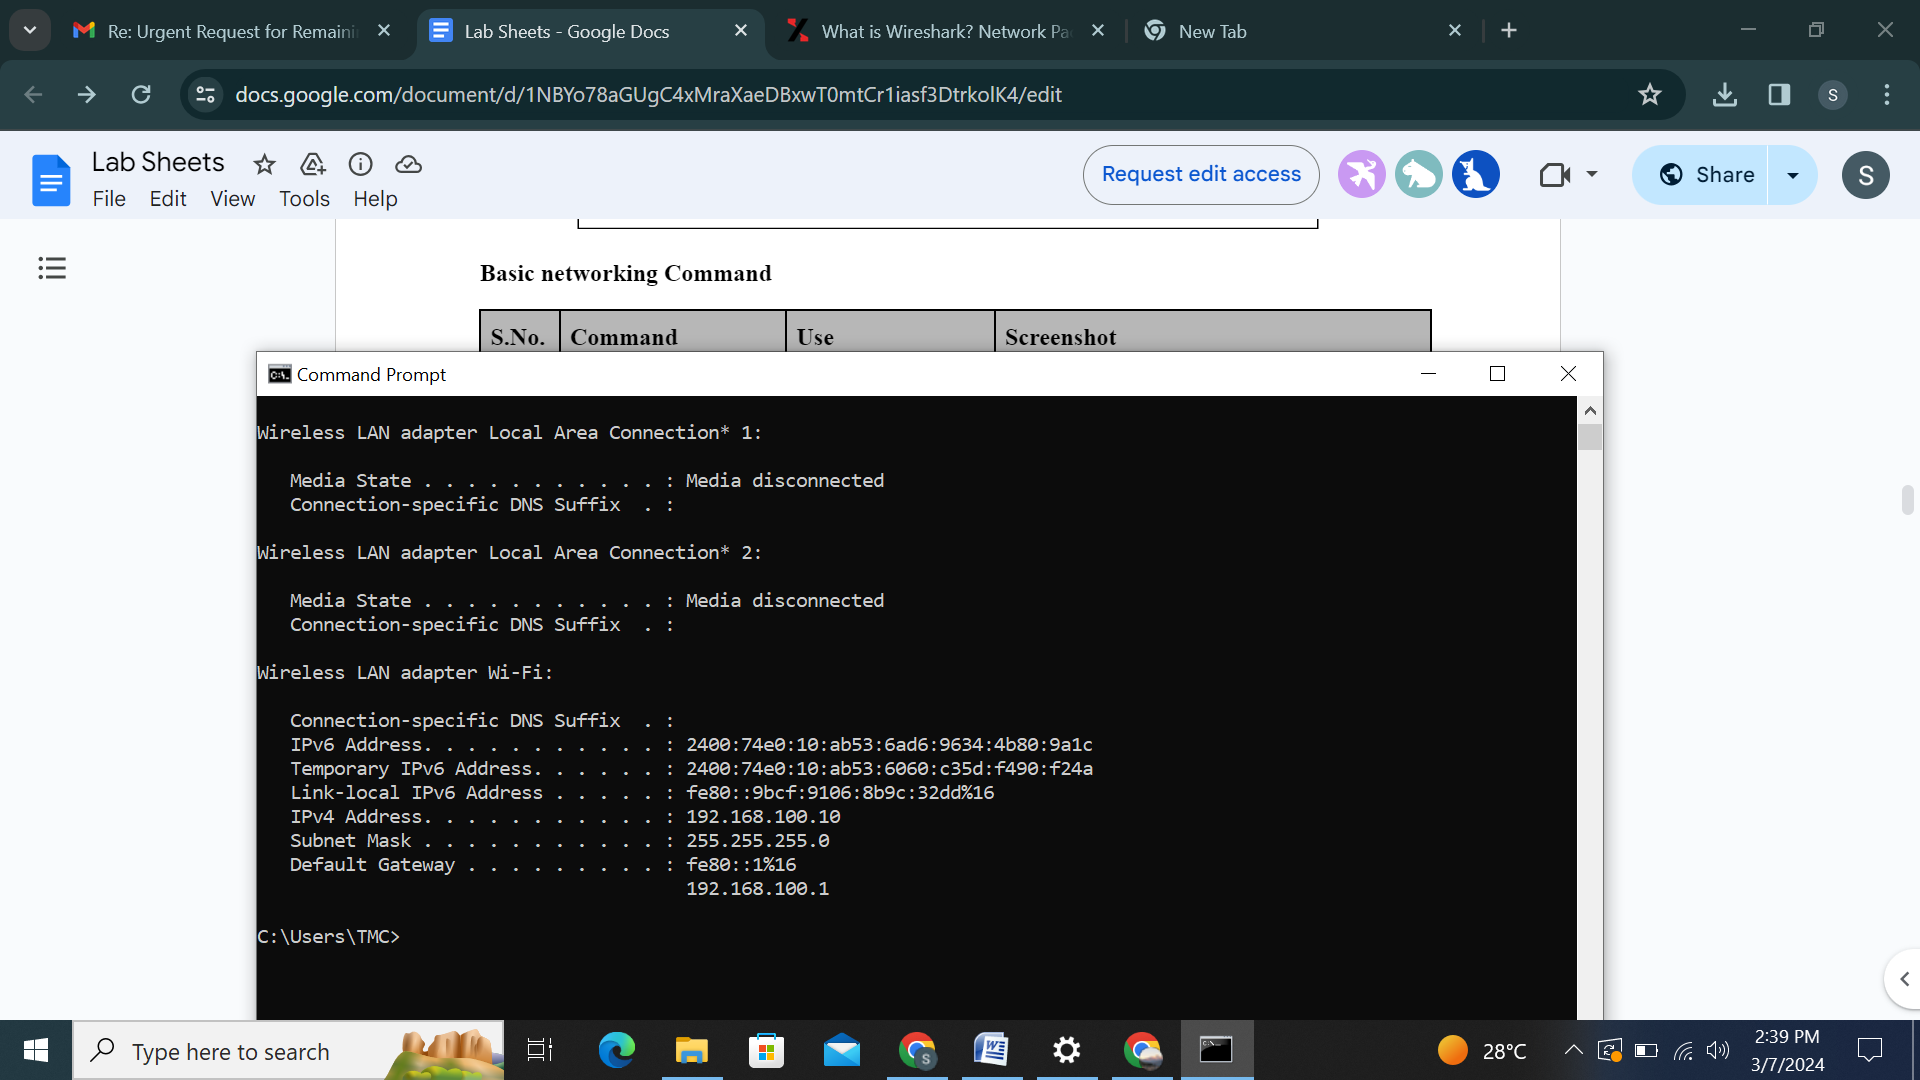 Re: Urgent Request for Remaini
Lab Sheets - Google Docs
What is Wireshark? Network Pa
New Tab
docs.google.com/document/d/1NBYo78aGUgC4xMraXaeDBxwT0mtCr1iasf3DtrkolK4/edit
S
Lab Sheets
Request edit access
Share
S
File Edit View Tools Help
Basic networking Command
S.No. Command Use Screenshot
Command Prompt
Wireless LAN adapter Local Area Connection* 1:
Media State . . . . . . . . . . . : Media disconnected
Connection-specific DNS Suffix  . :
Wireless LAN adapter Local Area Connection* 2:
Media State . . . . . . . . . . . : Media disconnected
Connection-specific DNS Suffix  . :
Wireless LAN adapter Wi-Fi:
Connection-specific DNS Suffix  . :
IPv6 Address. . . . . . . . . . . : 2400:74e0:10:ab53:6ad6:9634:4b80:9a1c
Temporary IPv6 Address. . . . . . : 2400:74e0:10:ab53:6060:c35d:f490:f24a
Link-local IPv6 Address . . . . . : fe80::9bcf:9106:8b9c:32dd%16
IPv4 Address. . . . . . . . . . . : 192.168.100.10
Subnet Mask . . . . . . . . . . . : 255.255.255.0
Default Gateway . . . . . . . . . : fe80::1%16
192.168.100.1
C:\Users\TMC>
Type here to search
28°C
2:39 PM
3/7/2024